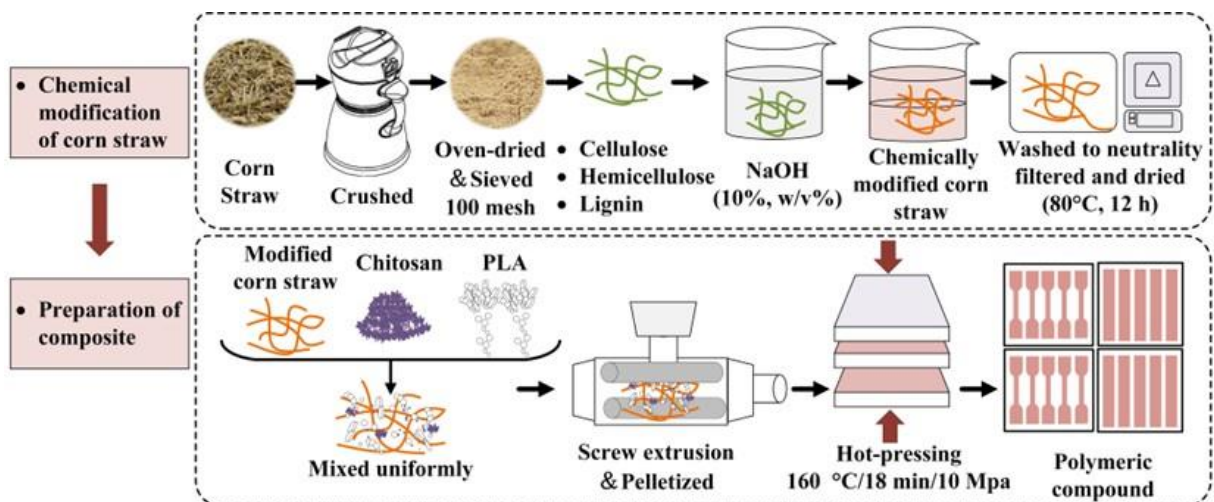 • Chemical
modification
of corn straw
Corn
Straw
Crushed
Oven-dried
& Sieved
100 mesh
• Cellulose
• Hemicellulose
• Lignin
NaOH
(10%, w/v%)
Chemically
modified corn
straw
Washed to neutrality
filtered and dried
(80°C, 12 h)
• Preparation of
composite
Modified
corn straw
Chitosan
PLA
Mixed uniformly
Screw extrusion
& Pelletized
Hot-pressing
160 °C/18 min/10 Mpa
Polymeric
compound